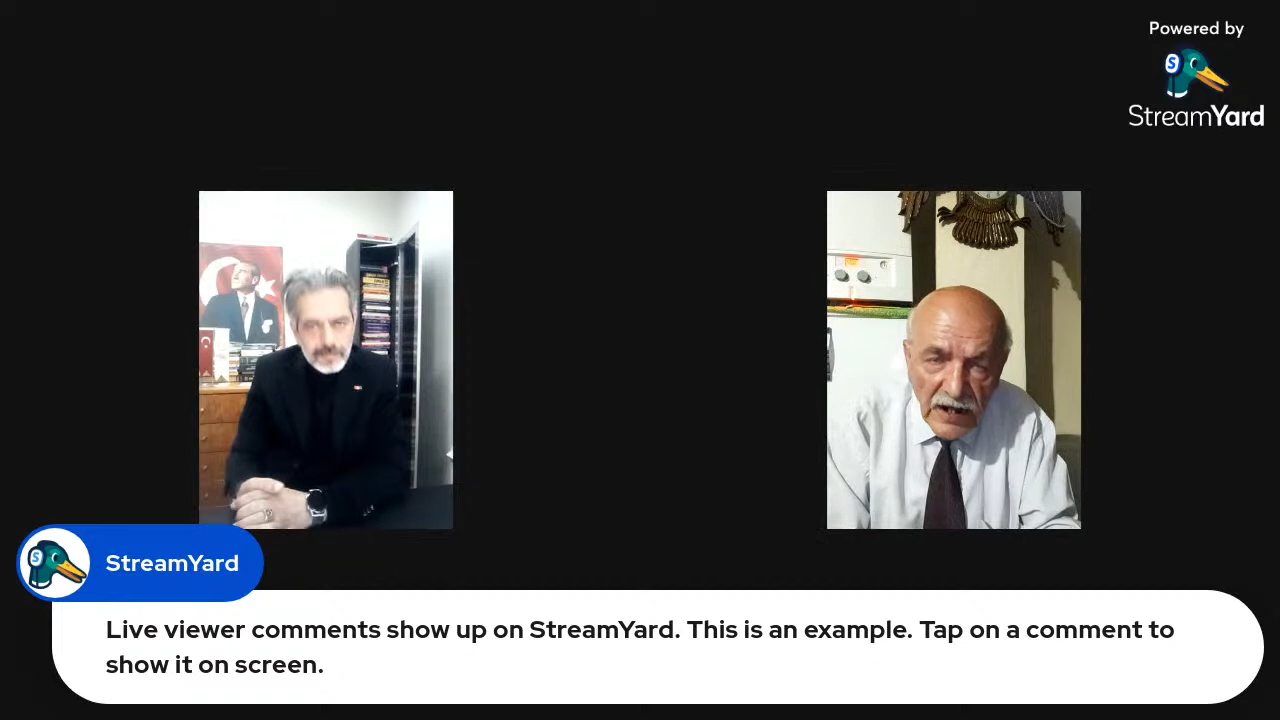 Powered by
StreamYard
StreamYard
Live viewer comments show up on StreamYard. This is an example. Tap on a comment to
show it on screen.